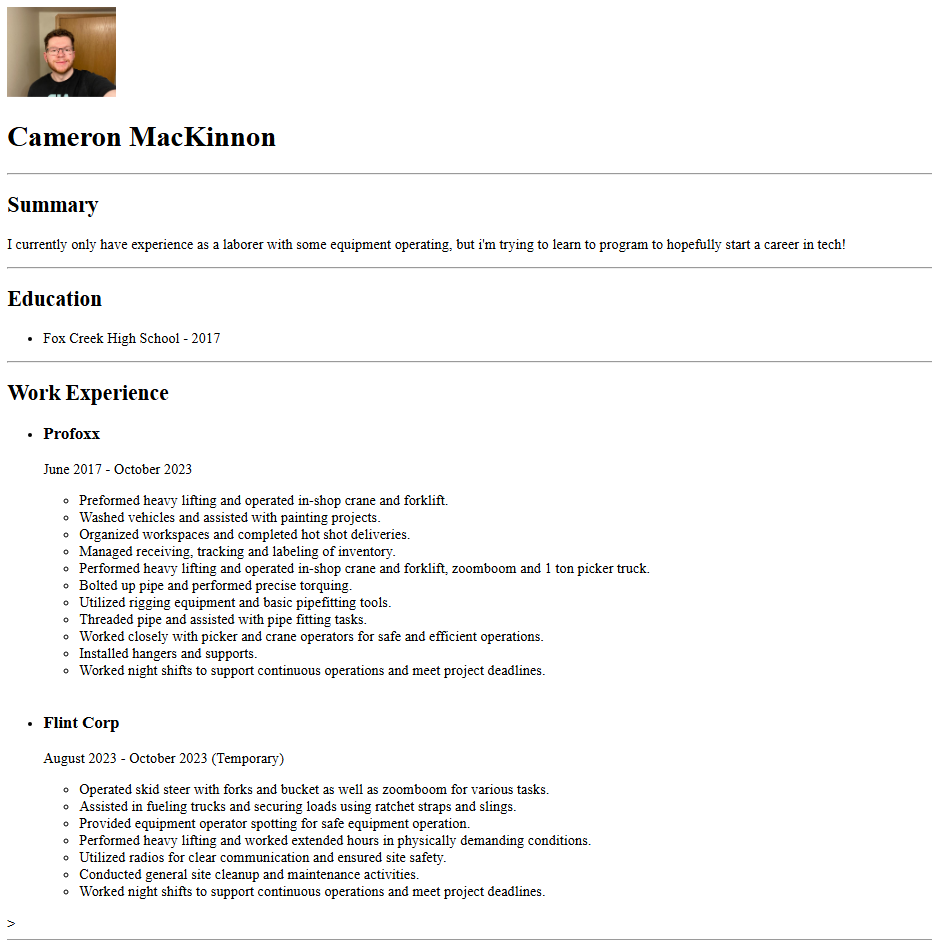 Cameron MacKinnon
Summary
I currently only have experience as a laborer with some equipment operating, but i'm trying to learn to program to hopefully start a career in tech!
Education
• Fox Creek High School - 2017
Work Experience
• Profoxx
June 2017 - October 2023
◦ Preformed heavy lifting and operated in-shop crane and forklift.
◦ Washed vehicles and assisted with painting projects.
◦ Organized workspaces and completed hot shot deliveries.
◦ Managed receiving, tracking and labeling of inventory.
◦ Performed heavy lifting and operated in-shop crane and forklift, zoomboom and 1 ton picker truck.
◦ Bolted up pipe and performed precise torquing.
◦ Utilized rigging equipment and basic pipefitting tools.
◦ Threaded pipe and assisted with pipe fitting tasks.
◦ Worked closely with picker and crane operators for safe and efficient operations.
◦ Installed hangers and supports.
◦ Worked night shifts to support continuous operations and meet project deadlines.
• Flint Corp
August 2023 - October 2023 (Temporary)
◦ Operated skid steer with forks and bucket as well as zoomboom for various tasks.
◦ Assisted in fueling trucks and securing loads using ratchet straps and slings.
◦ Provided equipment operator spotting for safe equipment operation.
◦ Performed heavy lifting and worked extended hours in physically demanding conditions.
◦ Utilized radios for clear communication and ensured site safety.
◦ Conducted general site cleanup and maintenance activities.
◦ Worked night shifts to support continuous operations and meet project deadlines.
>